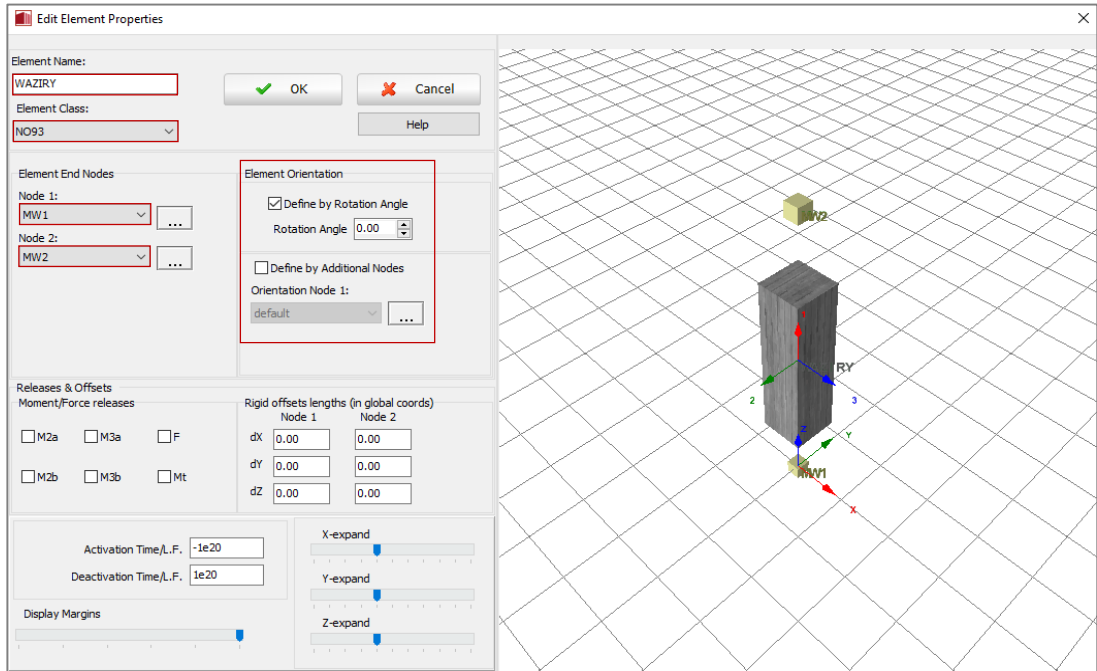 Edit Element Properties
Element Name:
WAZIRY
OK
Cancel
Element Class:
Help
NO93
Element End Nodes
Node 1:
MW1
...
Node 2:
MW2
...
Element Orientation
Define by Rotation Angle
Rotation Angle 0.00
Define by Additional Nodes
Orientation Node 1:
default
...
Releases & Offsets
Moment/Force releases
M2a M3a F
M2b M3b Mt
Rigid offsets lengths (in global coords)
Node 1 Node 2
dX 0.00 0.00
dY 0.00 0.00
dZ 0.00 0.00
Activation Time/L.F. -1e20
Deactivation Time/L.F. 1e20
Display Margins
X-expand
Y-expand
Z-expand
MW2
1
RY
2
3
Z
Y
MW1
X